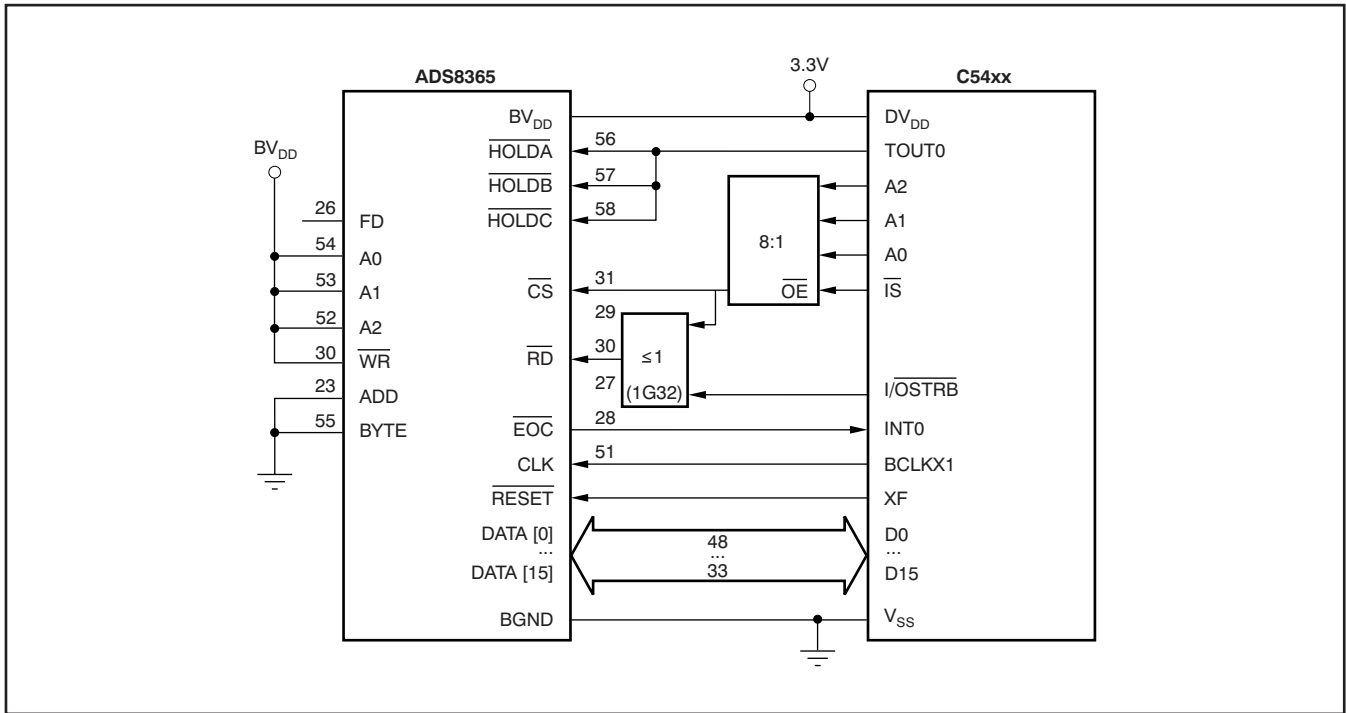 ADS8365
3.3V
C54xx
BV_DD
DV_DD
HOLDA
56
TOUT0
BV_DD
HOLDB
57
A2
26
FD
HOLDC
58
A1
54
A0
8:1
A0
53
A1
CS
31
OE
IS
52
A2
29
30
WR
RD
30
≤1
23
ADD
27
(1G32)
I/OSTRB
55
BYTE
EOC
28
INT0
CLK
51
BCLKX1
RESET
XF
DATA [0]
48
D0
...
...
...
DATA [15]
33
D15
BGND
V_SS